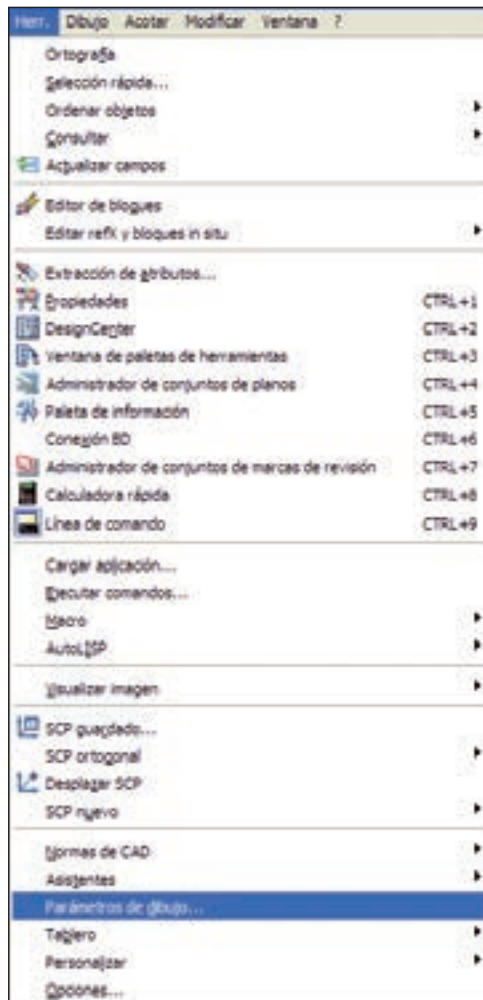 Herr. Dibujo Acotar Modificar Ventana ?
Ortografía
Selección rápida...
Ordenar objetos
Consultar
Actualizar campos
Editor de bloques
Editar refX y bloques in situ
Extracción de atributos...
Propiedades CTRL+1
DesignCenter CTRL+2
Ventana de paletas de herramientas CTRL+3
Administrador de conjuntos de planos CTRL+4
Paleta de información CTRL+5
Conexión BD CTRL+6
Administrador de conjuntos de marcas de revisión CTRL+7
Calculadora rápida CTRL+8
Línea de comando CTRL+9
Cargar aplicación...
Ejecutar comandos...
Macro
AutoLISP
Visualizar imagen
SCP guardado...
SCP ortogonal
Desplazar SCP
SCP nuevo
Normas de CAD
Asistentes
Parámetros de dibujo...
Tablero
Personalizar
Opciones...